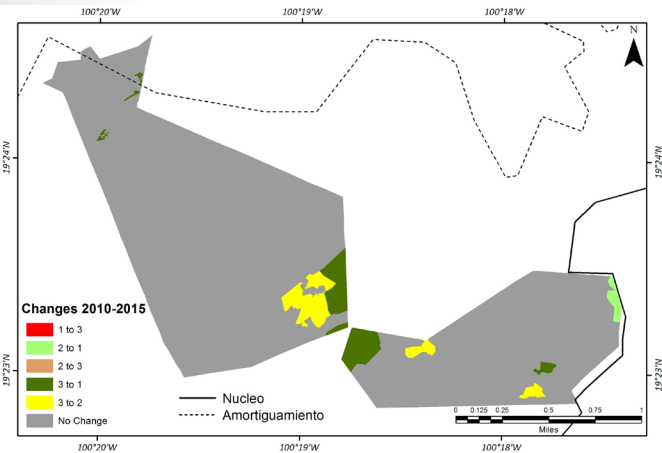 100°20'W 100°19'W 100°18'W
N
19°24'N 19°24'N
Changes 2010-2015
1 to 3
2 to 1
2 to 3
3 to 1
3 to 2
No Change
Nucleo
Amortiguamiento
19°23'N 19°23'N
0 0.125 0.25 0.5 0.75 1
Miles
100°20'W 100°19'W 100°18'W